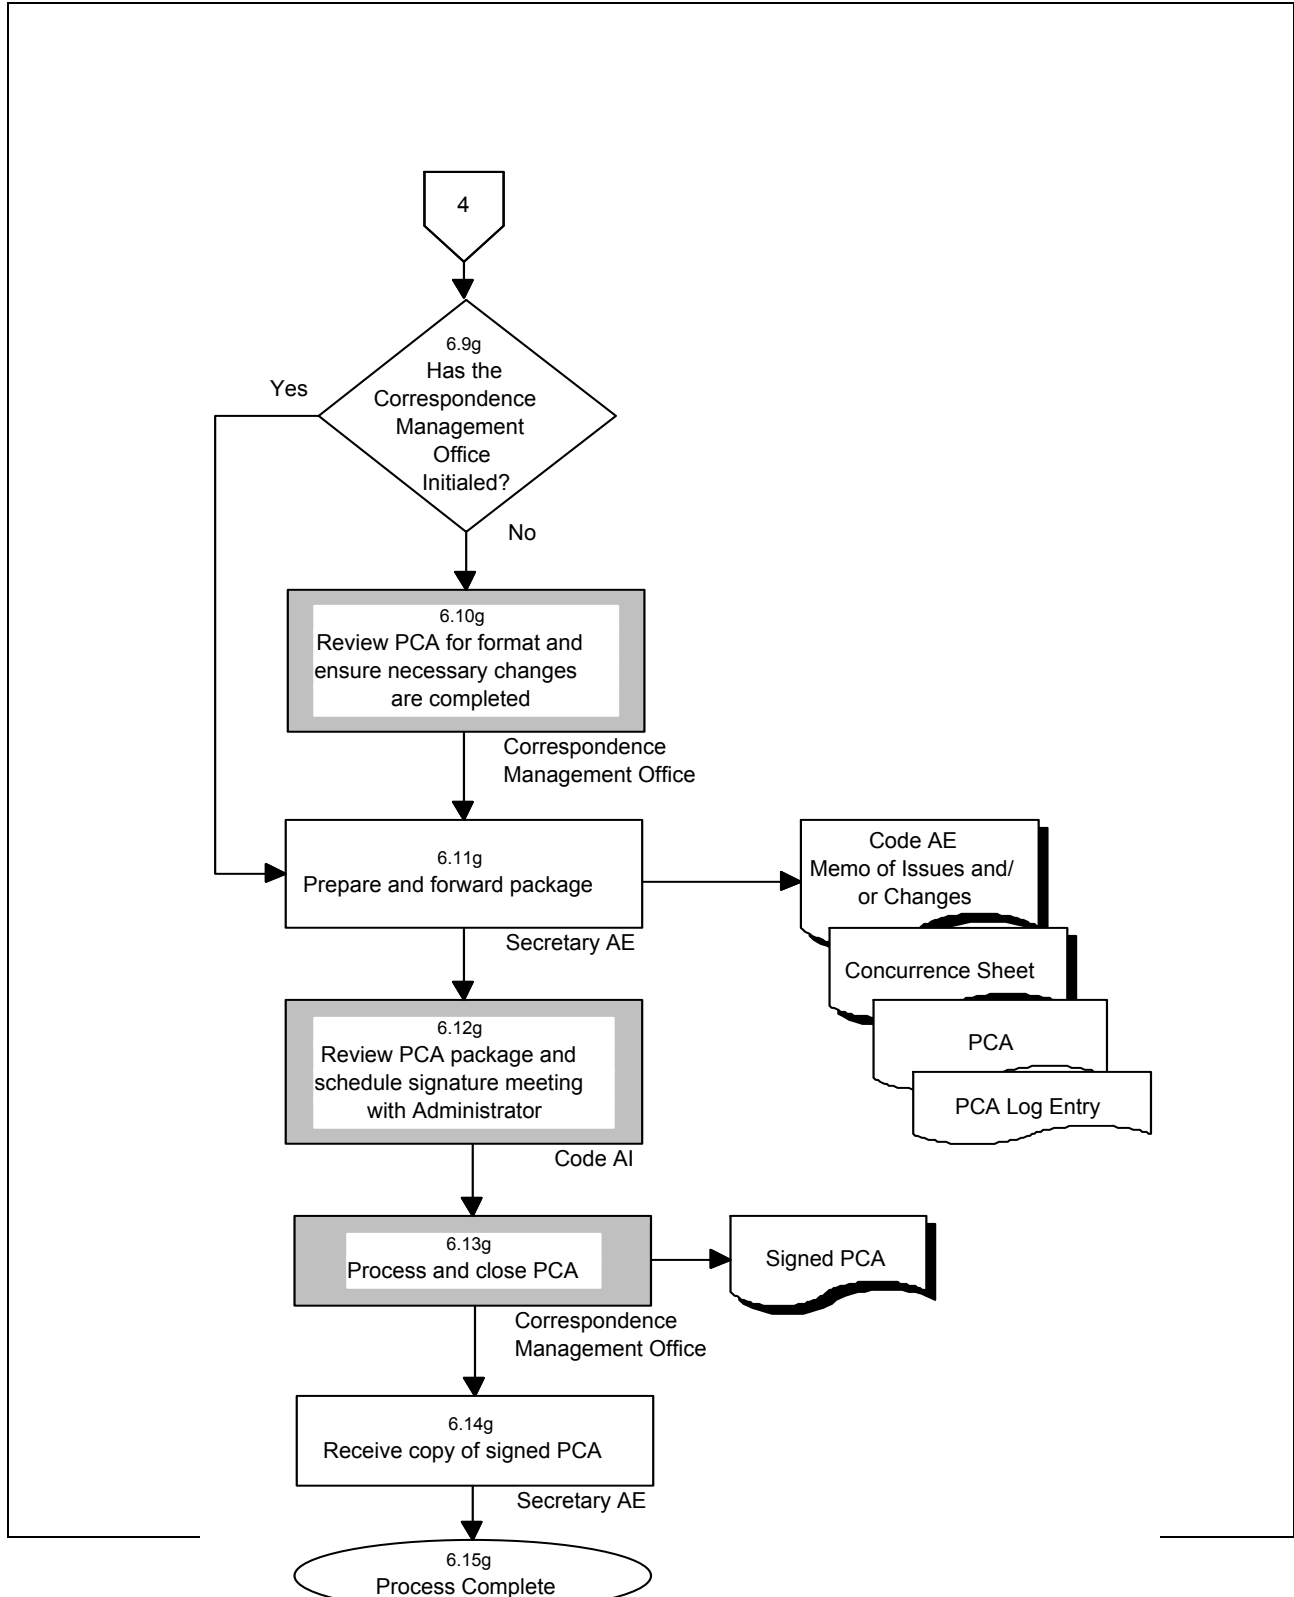 4
6.9g
Has the
Correspondence
Management
Office
Initialed?
Yes
No
6.10g
Review PCA for format and
ensure necessary changes
are completed
Correspondence
Management Office
6.11g
Prepare and forward package
Secretary AE
Code AE
Memo of Issues and/
or Changes
Concurrence Sheet
PCA
PCA Log Entry
6.12g
Review PCA package and
schedule signature meeting
with Administrator
Code AI
6.13g
Process and close PCA
Signed PCA
Correspondence
Management Office
6.14g
Receive copy of signed PCA
Secretary AE
6.15g
Process Complete